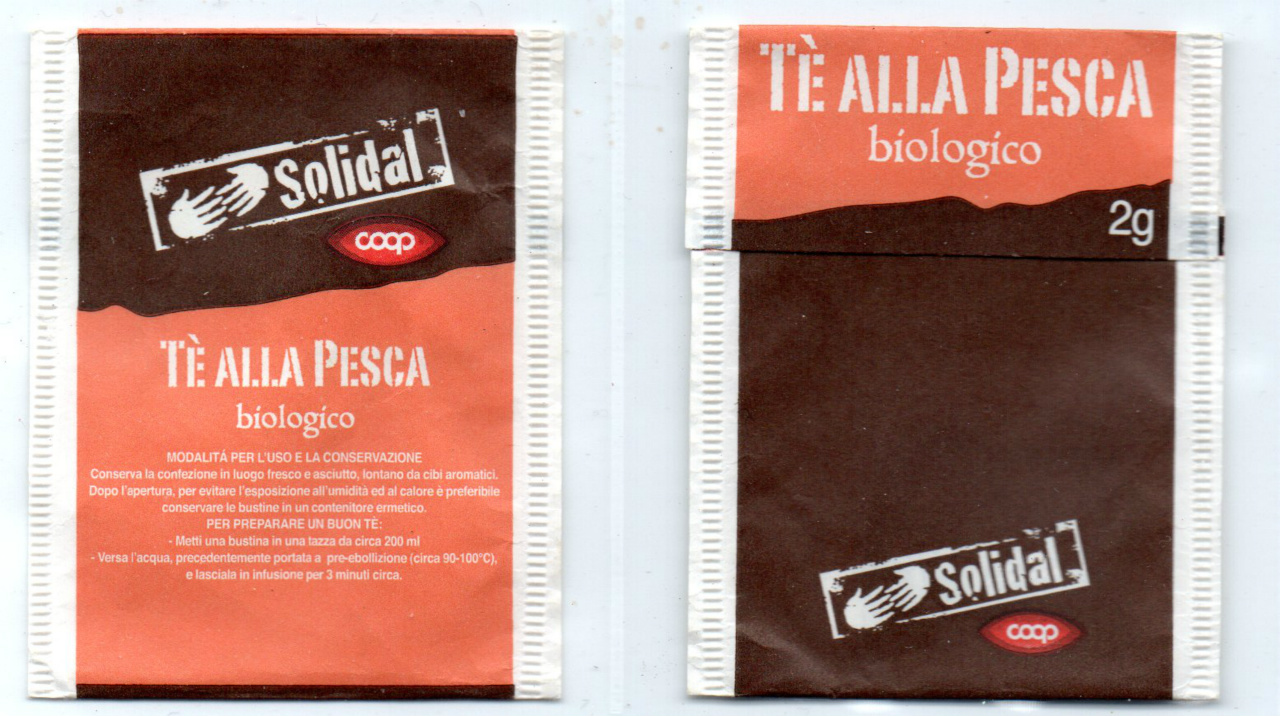 Solidal
coop
TÈ ALLA PESCA
biologico
MODALITÁ PER L'USO E LA CONSERVAZIONE
Conserva la confezione in luogo fresco e asciutto, lontano da cibi aromatici.
Dopo l'apertura, per evitare l'esposizione all'umidità ed al calore è preferibile
conservare le bustine in un contenitore ermetico.
PER PREPARARE UN BUON TÈ:
- Metti una bustina in una tazza da circa 200 ml
- Versa l'acqua, precedentemente portata a pre-ebollizione (circa 90-100°C),
e lasciala in infusione per 3 minuti circa.
TÈ ALLA PESCA
biologico
2g
Solidal
coop